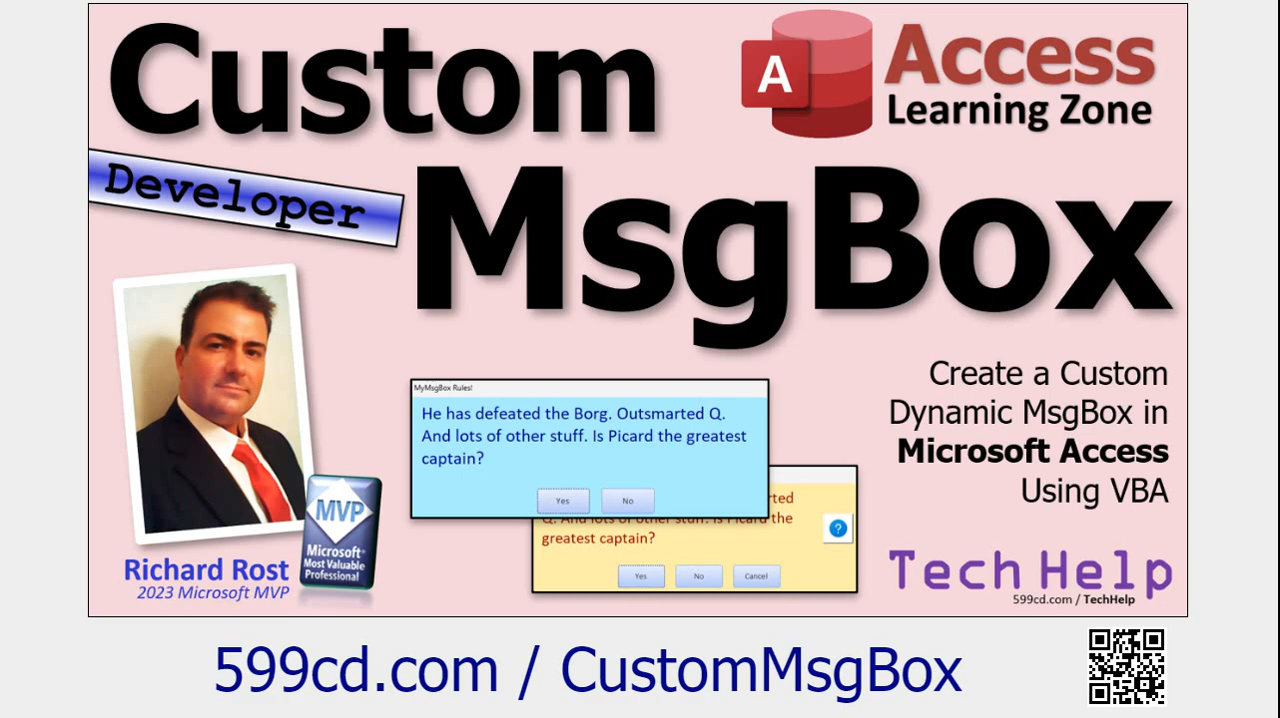 Custom
MsgBox
A
Access
Learning Zone
Developer
MyMsgBox Rules!
He has defeated the Borg. Outsmarted Q.
And lots of other stuff. Is Picard the greatest
captain?
Yes No
Q. And lots of other stuff. Is Picard the
greatest captain?
?
Yes No Cancel
Create a Custom
Dynamic MsgBox in
Microsoft Access
Using VBA
MVP
Microsoft®
Most Valuable
Professional
Richard Rost
2023 Microsoft MVP
TechHelp
599cd.com / TechHelp
599cd.com / CustomMsgBox